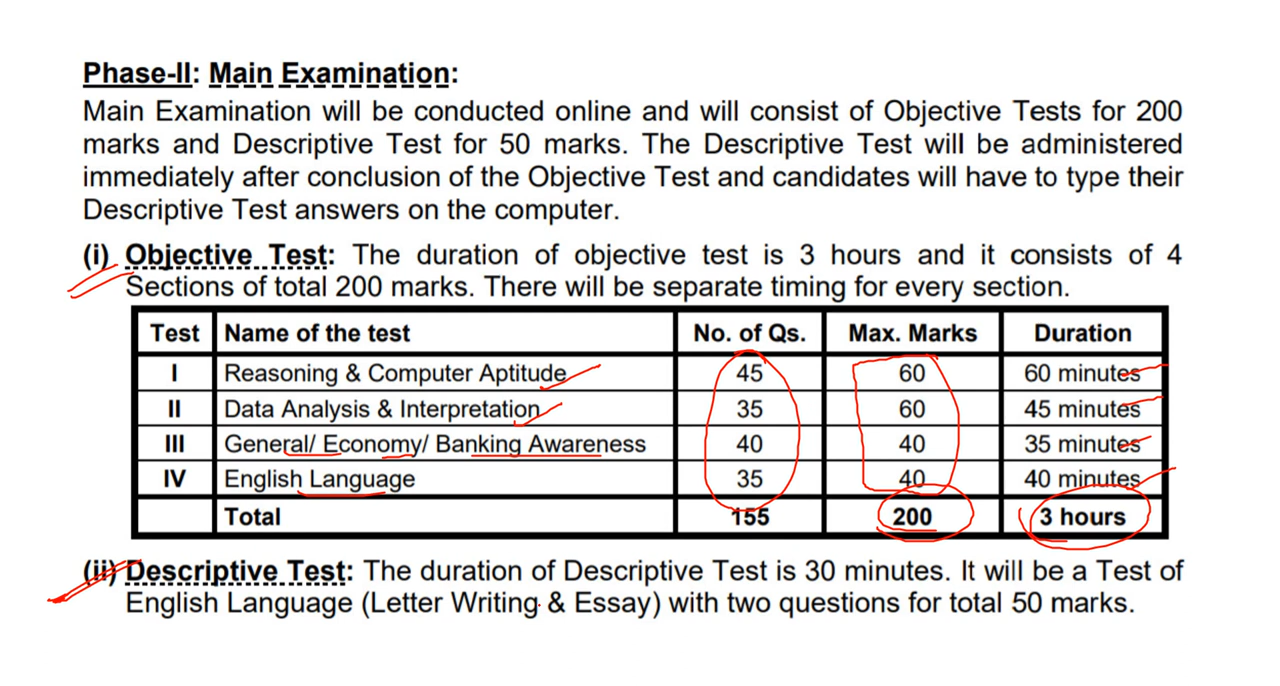 Phase-II: Main Examination:
Main Examination will be conducted online and will consist of Objective Tests for 200
marks and Descriptive Test for 50 marks. The Descriptive Test will be administered
immediately after conclusion of the Objective Test and candidates will have to type their
Descriptive Test answers on the computer.
(i) Objective Test: The duration of objective test is 3 hours and it consists of 4
Sections of total 200 marks. There will be separate timing for every section.
Test Name of the test No. of Qs. Max. Marks Duration
I Reasoning & Computer Aptitude 45 60 60 minutes
II Data Analysis & Interpretation 35 60 45 minutes
III General/ Economy/ Banking Awareness 40 40 35 minutes
IV English Language 35 40 40 minutes
Total 155 200 3 hours
(ii) Descriptive Test: The duration of Descriptive Test is 30 minutes. It will be a Test of
English Language (Letter Writing & Essay) with two questions for total 50 marks.